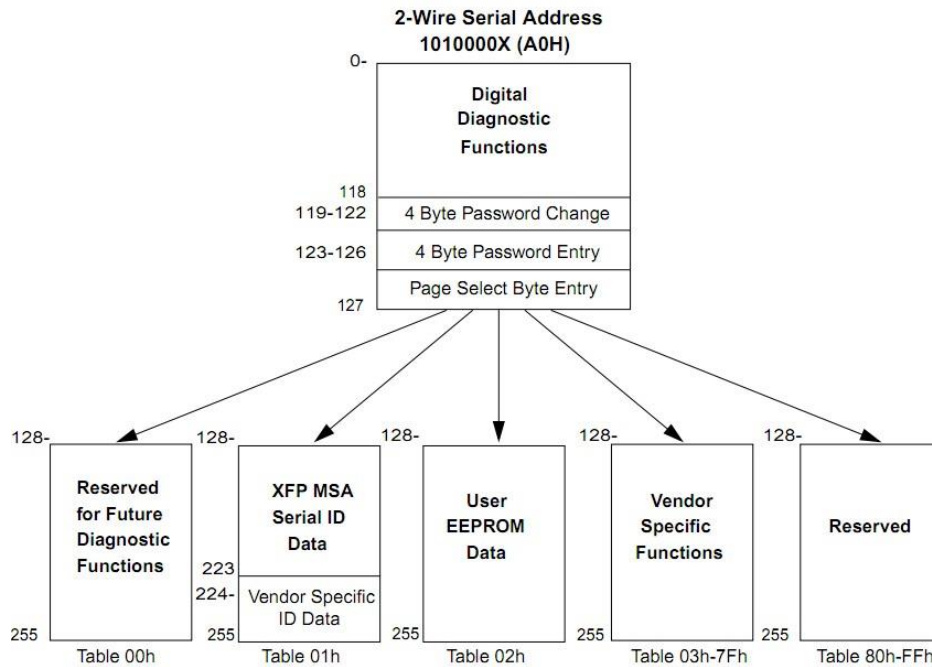 2-Wire Serial Address
1010000X (A0H)
0-
Digital
Diagnostic
Functions
118
119-122
4 Byte Password Change
123-126
4 Byte Password Entry
Page Select Byte Entry
127
128-
Reserved
for Future
Diagnostic
Functions
255
Table 00h
128-
XFP MSA
Serial ID
Data
223
224-
Vendor Specific
ID Data
255
Table 01h
128-
User
EEPROM
Data
255
Table 02h
128-
Vendor
Specific
Functions
255
Table 03h-7Fh
128-
Reserved
255
Table 80h-FFh